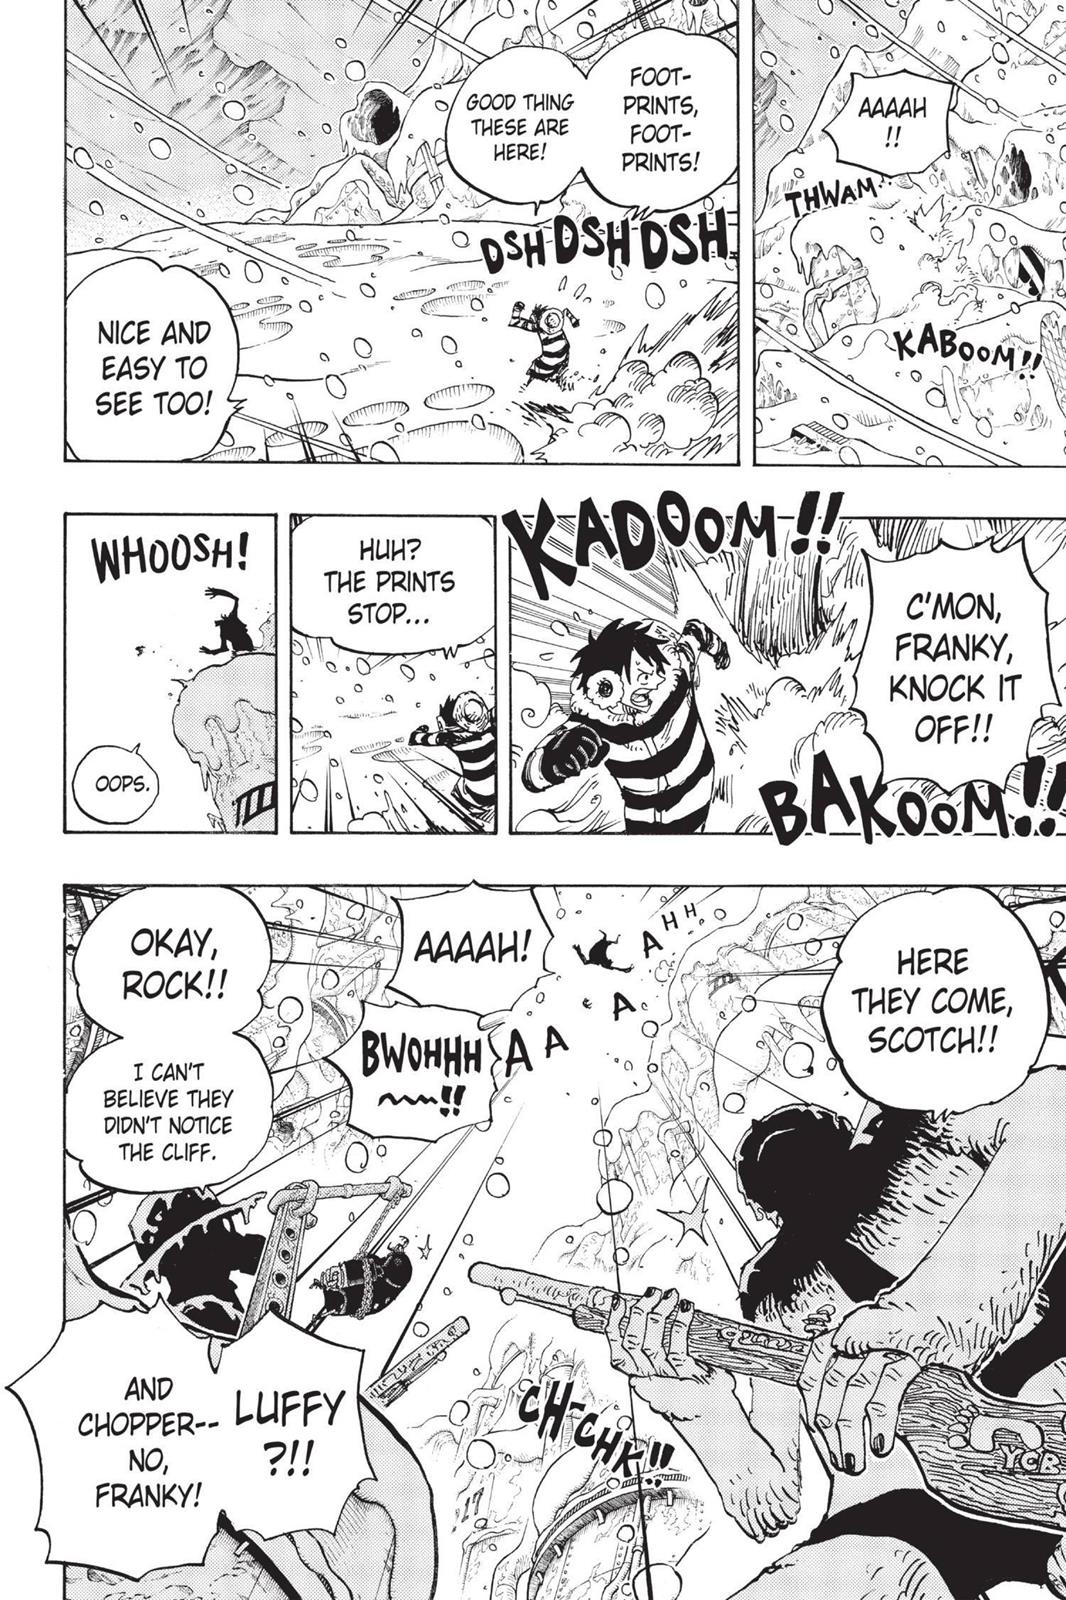 FOOT-
PRINTS,
FOOT-
PRINTS!
GOOD THING
THESE ARE
HERE!
DSH DSH DSH
NICE AND
EASY TO
SEE TOO!
AAAAH
!!
THWAM
KABOOM!!
WHOOSH!
OOPS.
HUH?
THE PRINTS
STOP...
KADOOM!!
C'MON,
FRANKY,
KNOCK IT
OFF!!
BAKOOM!!
OKAY,
ROCK!!
I CAN'T
BELIEVE THEY
DIDN'T NOTICE
THE CLIFF.
AAAAH!
BWOHHH
~~!!
A A
A
A H H
HERE
THEY COME,
SCOTCH!!
CH-CHK!!
LUFFY
?!!
AND
CHOPPER--
NO,
FRANKY!
YCB
17